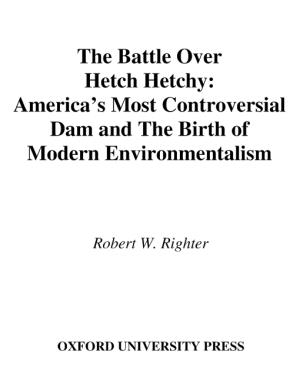 The Battle Over
Hetch Hetchy:
America's Most Controversial
Dam and The Birth of
Modern Environmentalism
Robert W. Righter
OXFORD UNIVERSITY PRESS